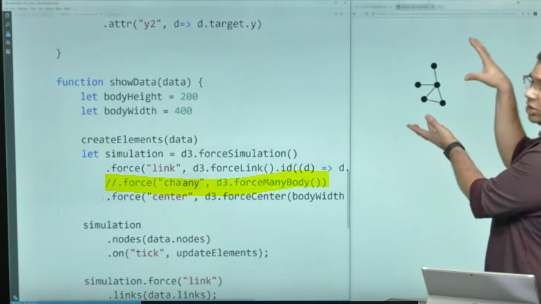 .attr("y2", d=> d.target.y)
}
function showData(data) {
let bodyHeight = 200
let bodyWidth = 400
createElements(data)
let simulation = d3.forceSimulation()
.force("link", d3.forceLink().id((d) => d.
//.force("chaany", d3.forceManyBody())
.force("center", d3.forceCenter(bodyWidth
simulation
.nodes(data.nodes)
.on("tick", updateElements);
simulation.force("link")
.links(data.links);